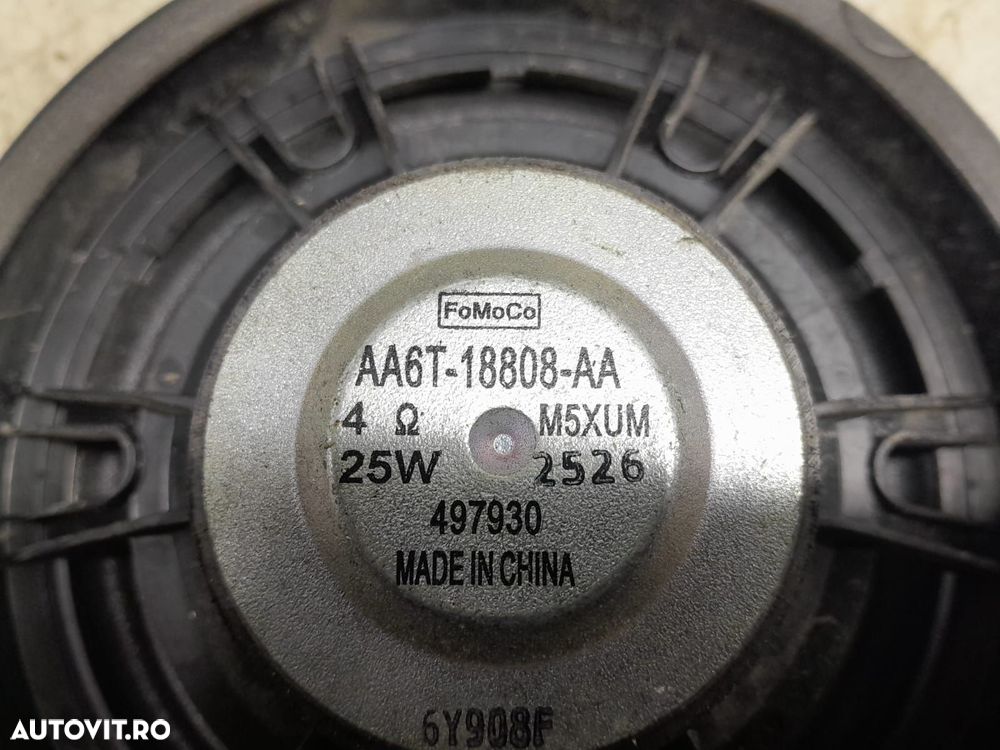 FoMoCo
AA6T-18808-AA
4 Ω M5XUM
25W 2526
497930
MADE IN CHINA
6Y908F
AUTOVIT.RO